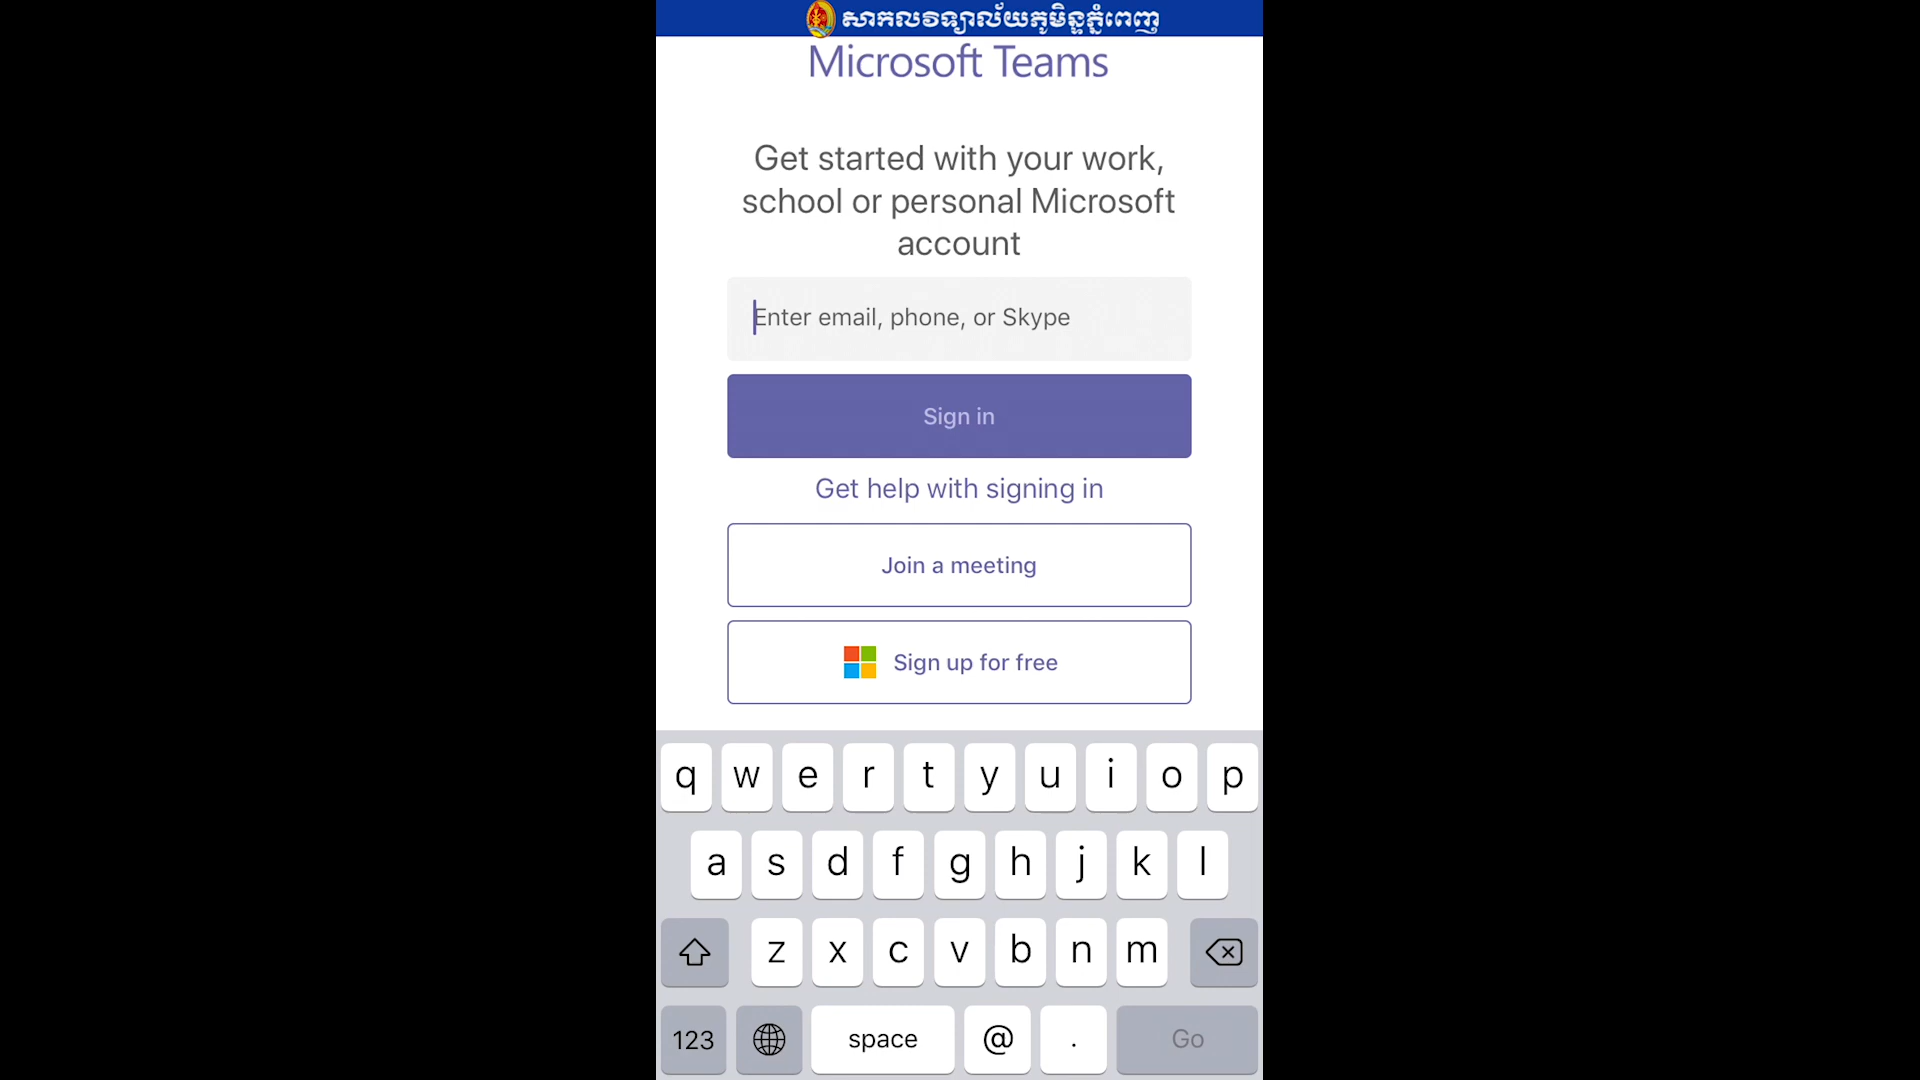 សាកលវិទ្យាល័យភូមិន្ទភ្នំពេញ
Microsoft Teams
Get started with your work,
school or personal Microsoft
account
Enter email, phone, or Skype
Sign in
Get help with signing in
Join a meeting
Sign up for free
q w e r t y u i o p
a s d f g h j k l
z x c v b n m
123 space @ . Go